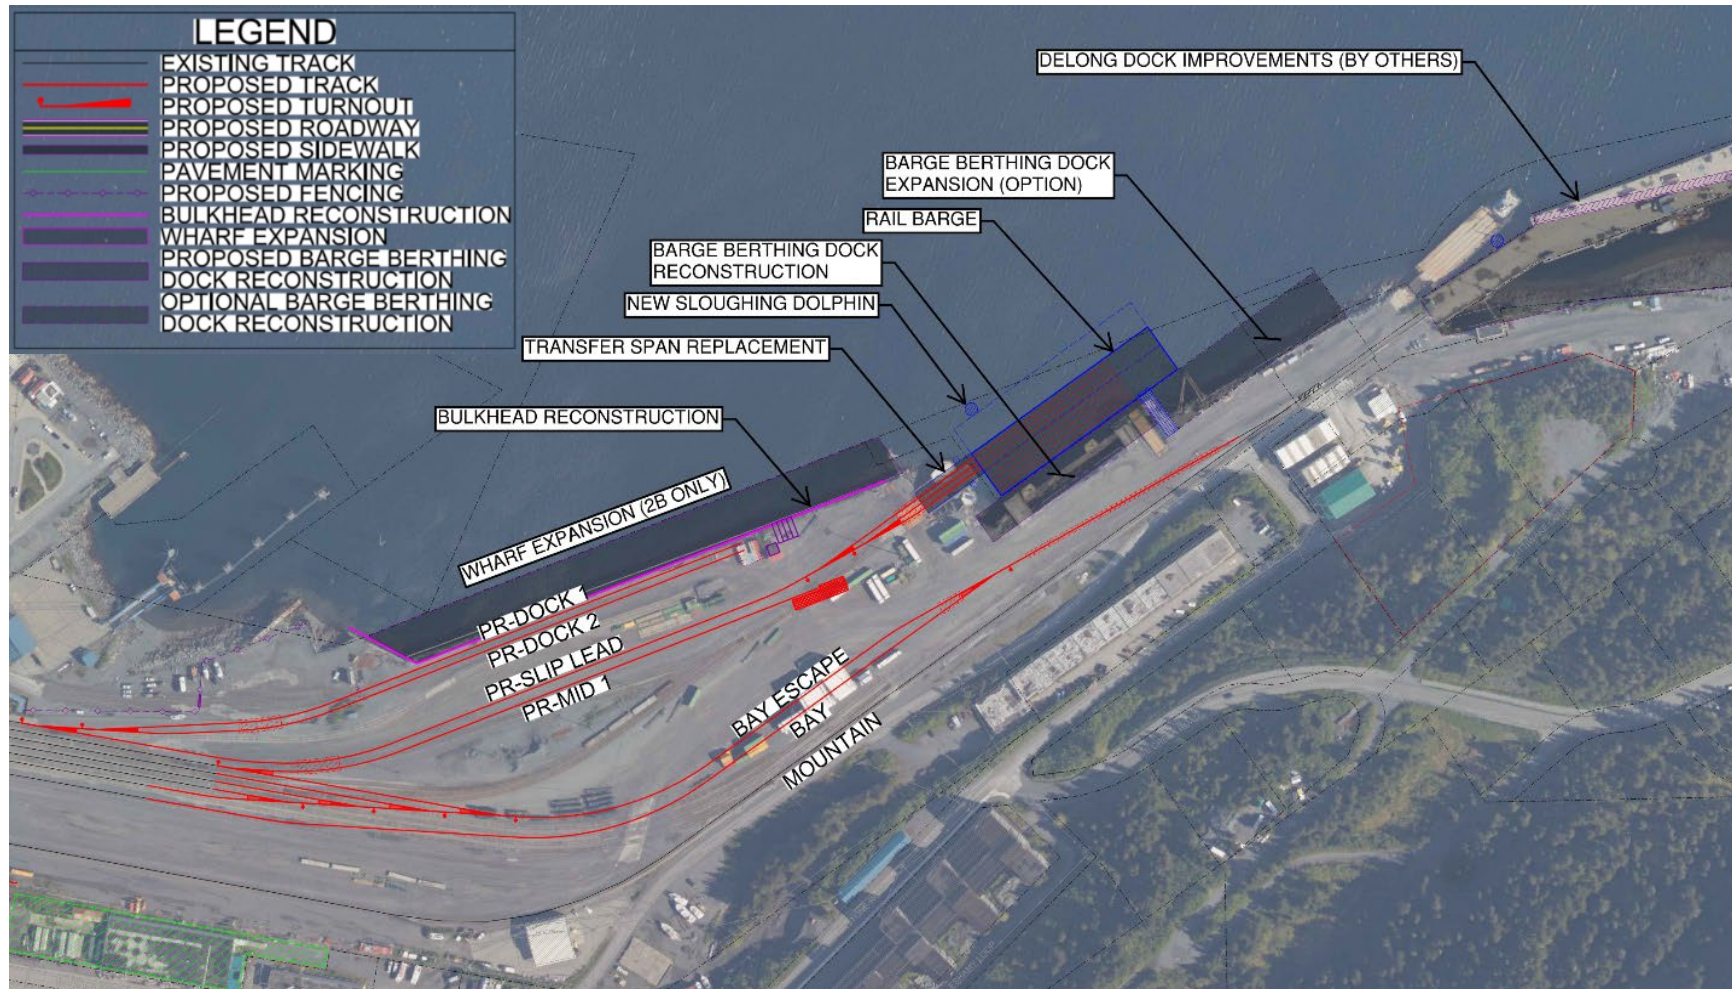 LEGEND
EXISTING TRACK
PROPOSED TRACK
PROPOSED TURNOUT
PROPOSED ROADWAY
PROPOSED SIDEWALK
PAVEMENT MARKING
PROPOSED FENCING
BULKHEAD RECONSTRUCTION
WHARF EXPANSION
PROPOSED BARGE BERTHING
DOCK RECONSTRUCTION
OPTIONAL BARGE BERTHING
DOCK RECONSTRUCTION
DELONG DOCK IMPROVEMENTS (BY OTHERS)
BARGE BERTHING DOCK
EXPANSION (OPTION)
RAIL BARGE
BARGE BERTHING DOCK
RECONSTRUCTION
NEW SLOUGHING DOLPHIN
TRANSFER SPAN REPLACEMENT
BULKHEAD RECONSTRUCTION
WHARF EXPANSION (2B ONLY)
PR-DOCK 1
PR-DOCK 2
PR-SLIP LEAD
PR-MID 1
BAY ESCAPE
BAY
MOUNTAIN